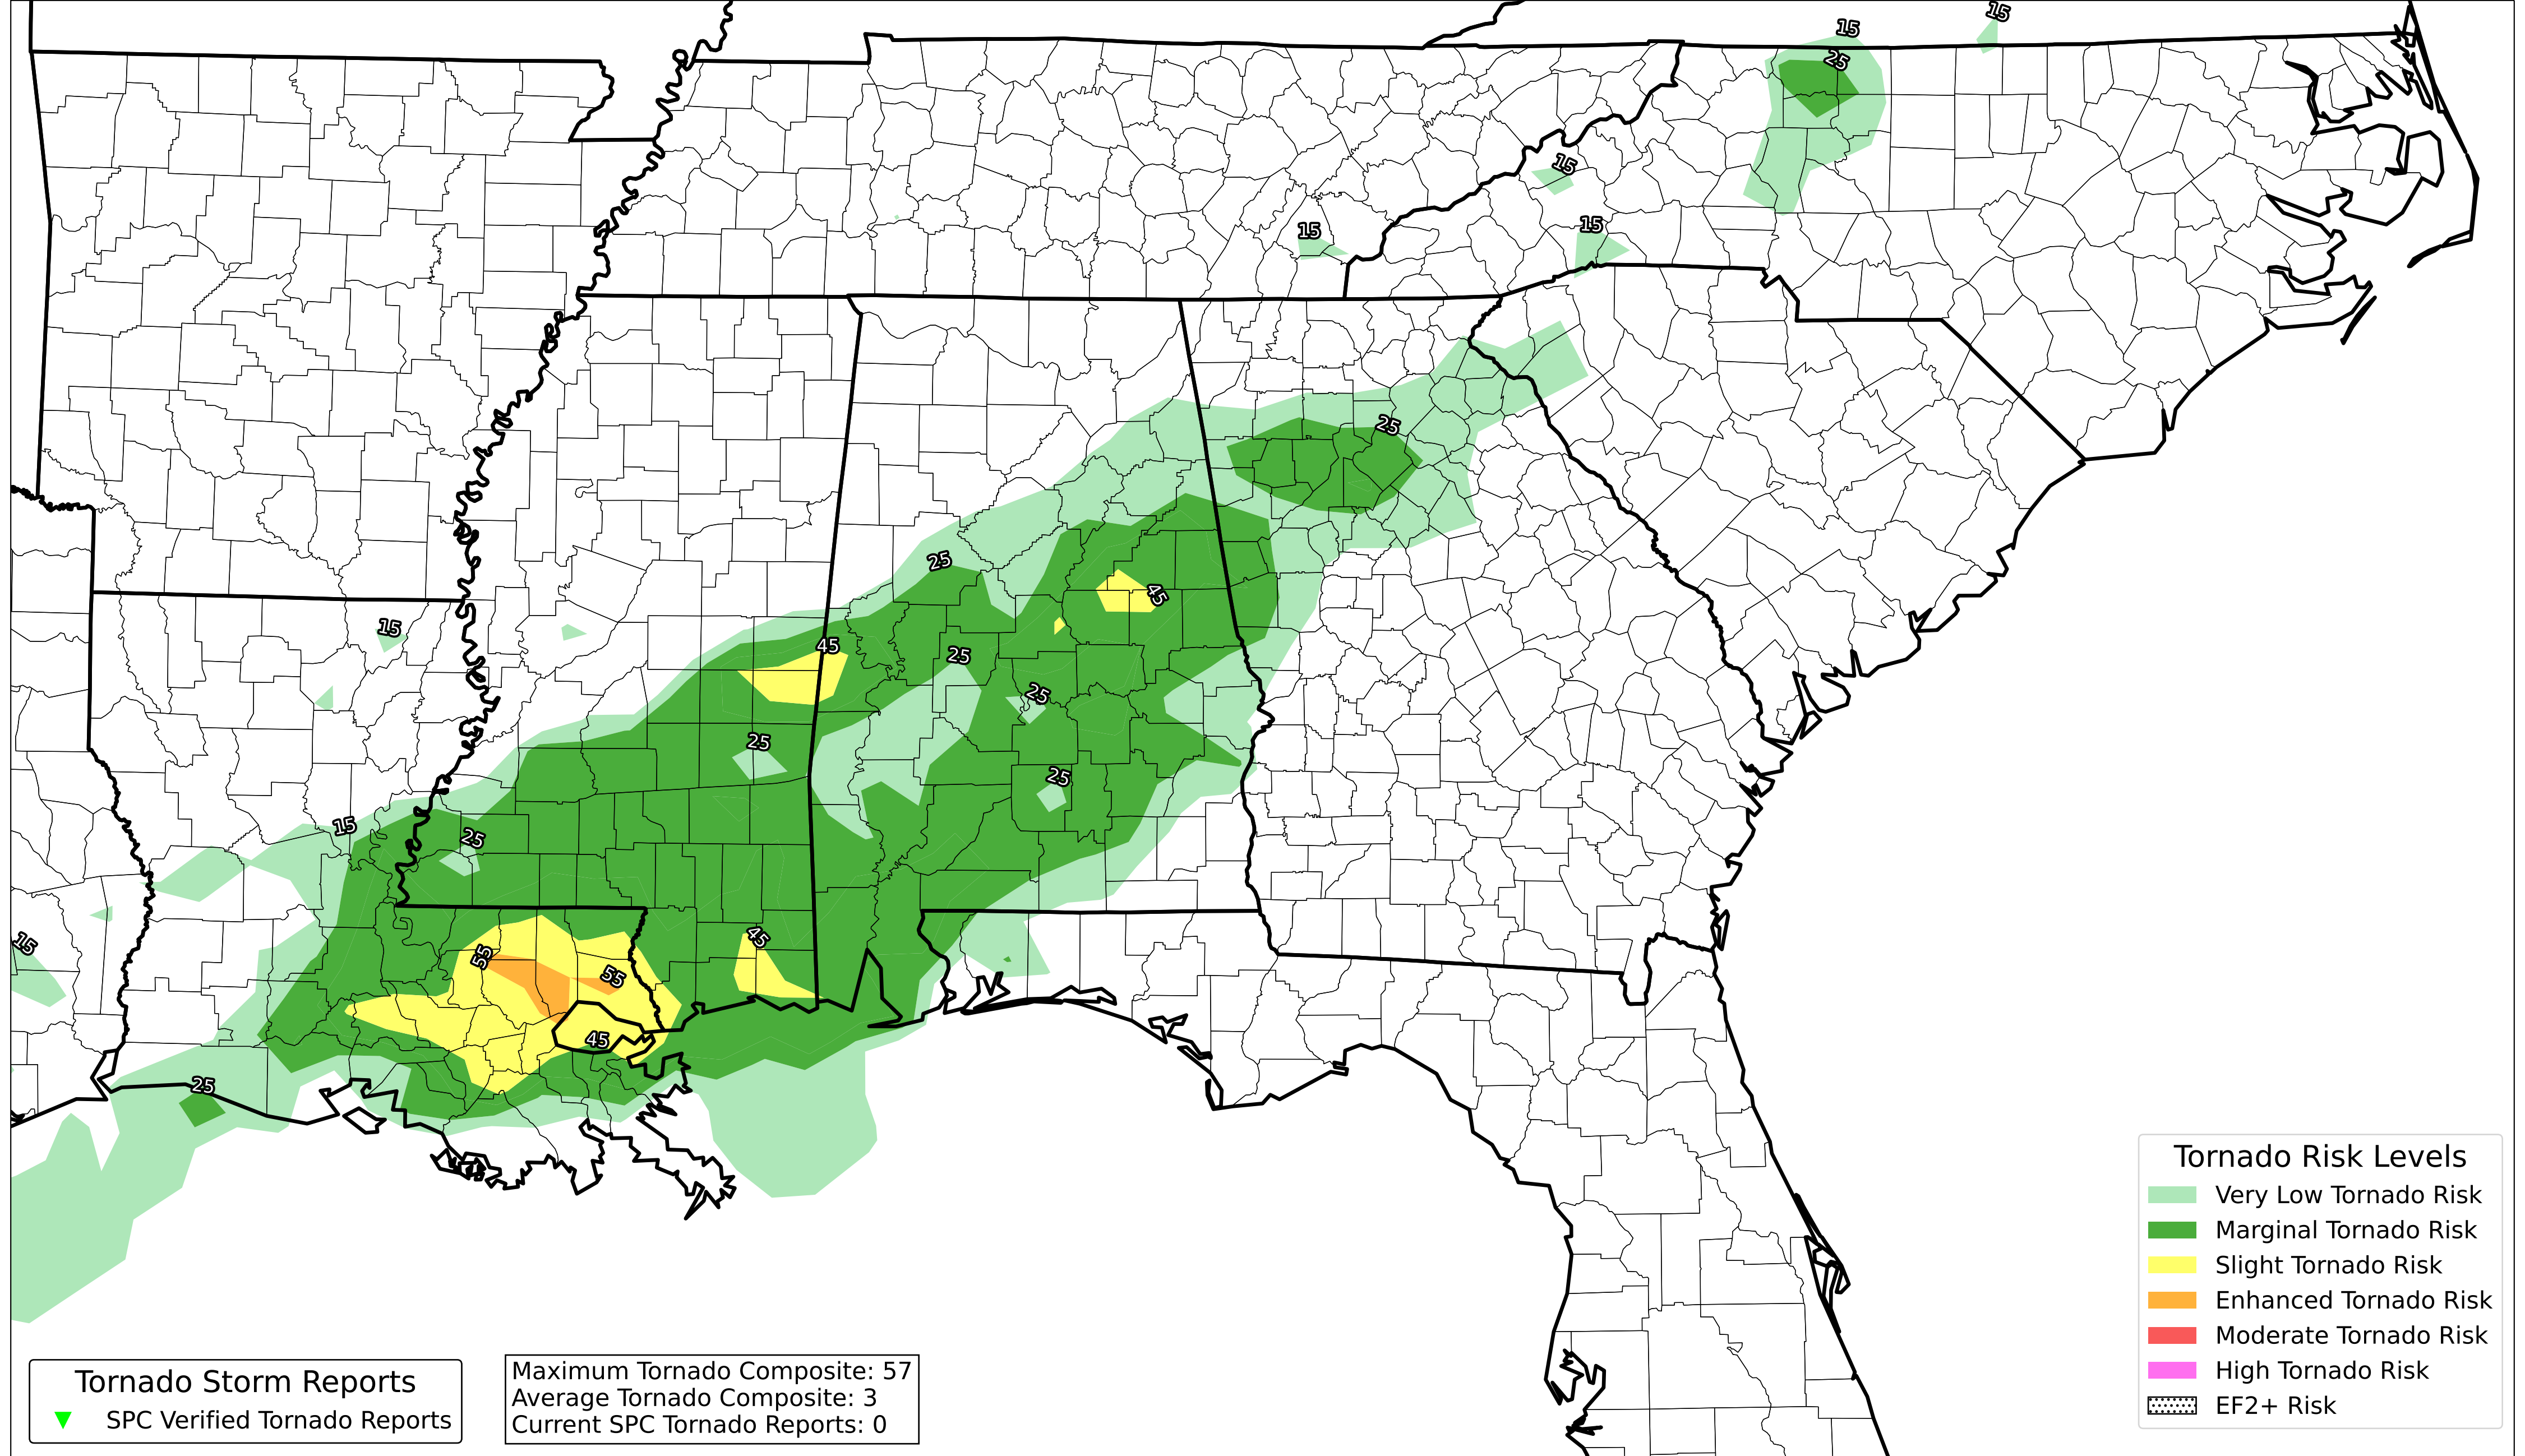 15
15
25
15
15
15
25
25
45
15
45
25
25
25
25
15
25
15
55
45
55
45
25
Tornado Risk Levels
Very Low Tornado Risk
Marginal Tornado Risk
Slight Tornado Risk
Enhanced Tornado Risk
Moderate Tornado Risk
High Tornado Risk
EF2+ Risk
Tornado Storm Reports
SPC Verified Tornado Reports
Maximum Tornado Composite: 57
Average Tornado Composite: 3
Current SPC Tornado Reports: 0